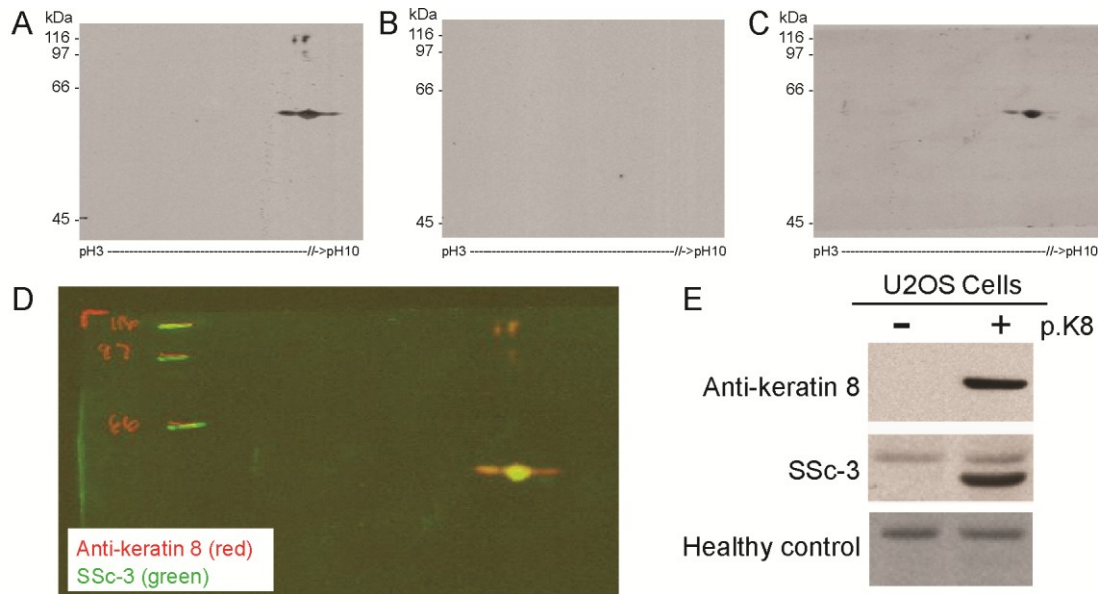 A
kDa
116 -
97 -
66 -
45 -
pH3 ------------------------------------//->pH10
B
kDa
116 -
97 -
66 -
45 -
pH3 ------------------------------------//->pH10
C
kDa
116 -
97 -
66 -
45 -
pH3 ------------------------------------//->pH10
D
116
97
66
Anti-keratin 8 (red)
SSc-3 (green)
E
U2OS Cells
- + p.K8
Anti-keratin 8
SSc-3
Healthy control